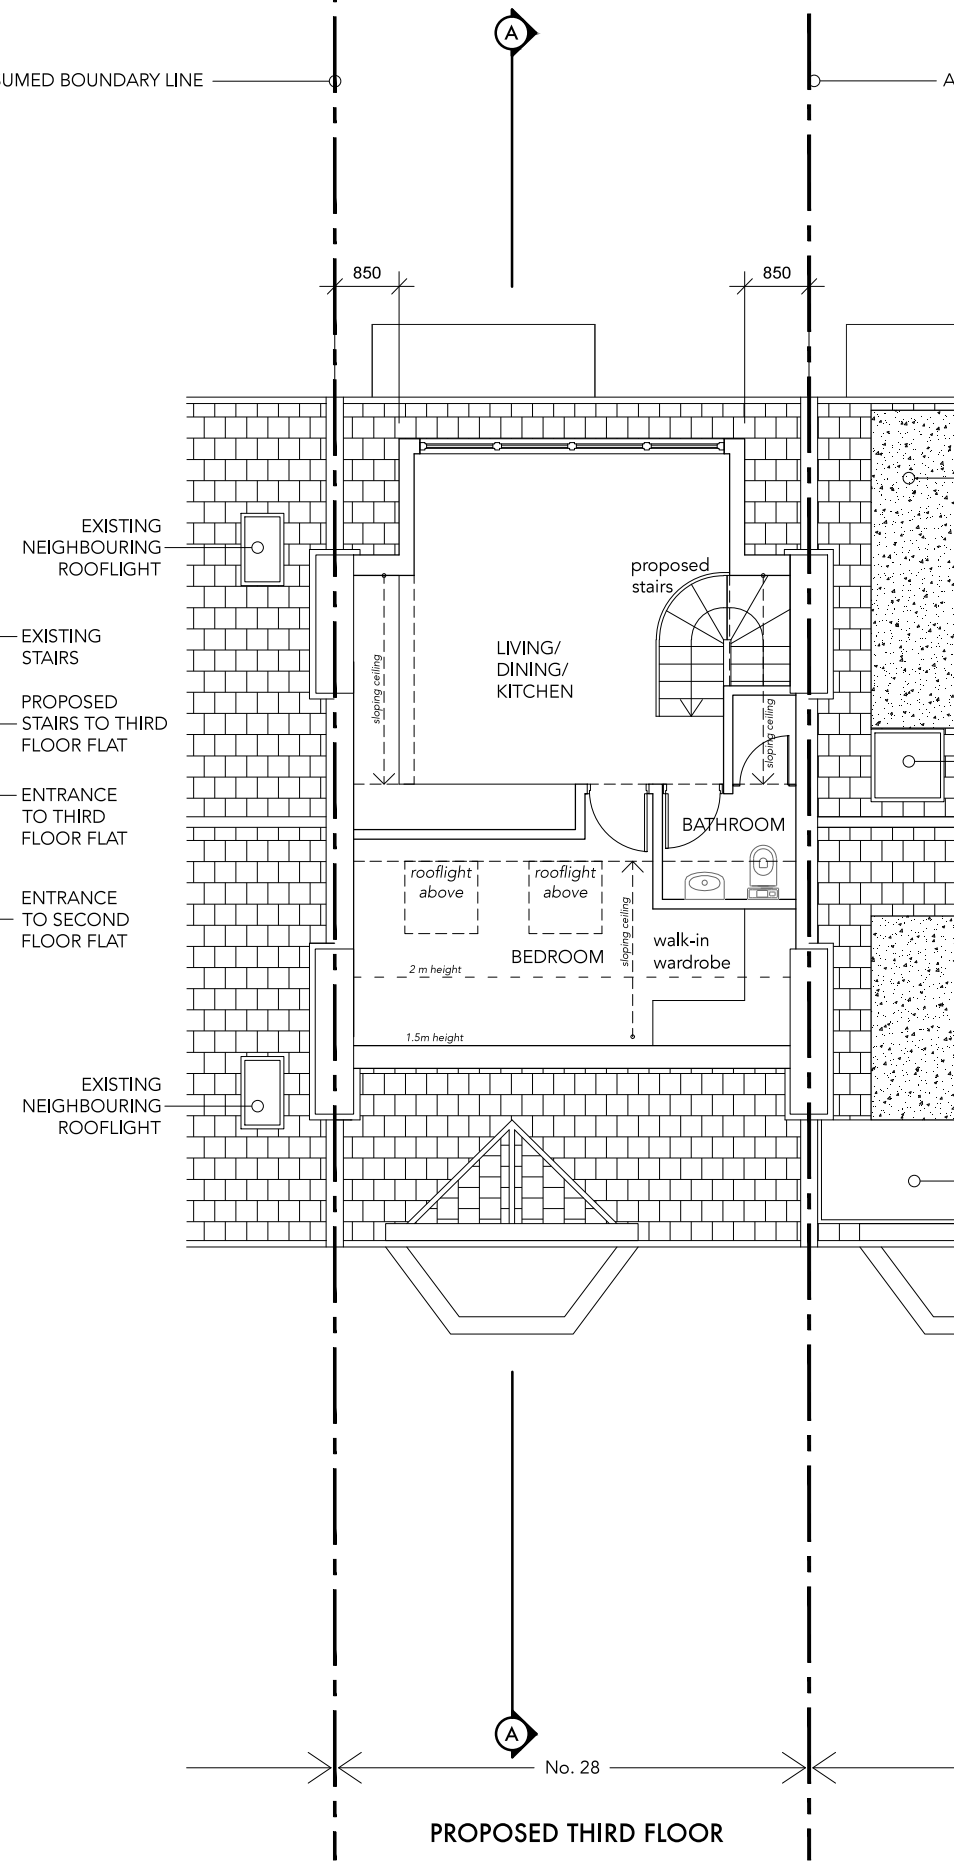 A
SUMED BOUNDARY LINE
A
850
850
EXISTING
NEIGHBOURING
ROOFLIGHT
proposed
stairs
EXISTING
STAIRS
LIVING/
DINING/
KITCHEN
sloping ceiling
sloping ceiling
PROPOSED
STAIRS TO THIRD
FLOOR FLAT
ENTRANCE
TO THIRD
FLOOR FLAT
BATHROOM
rooflight
above
rooflight
above
ENTRANCE
TO SECOND
FLOOR FLAT
sloping ceiling
BEDROOM
walk-in
wardrobe
2 m height
1.5m height
EXISTING
NEIGHBOURING
ROOFLIGHT
A
No. 28
PROPOSED THIRD FLOOR